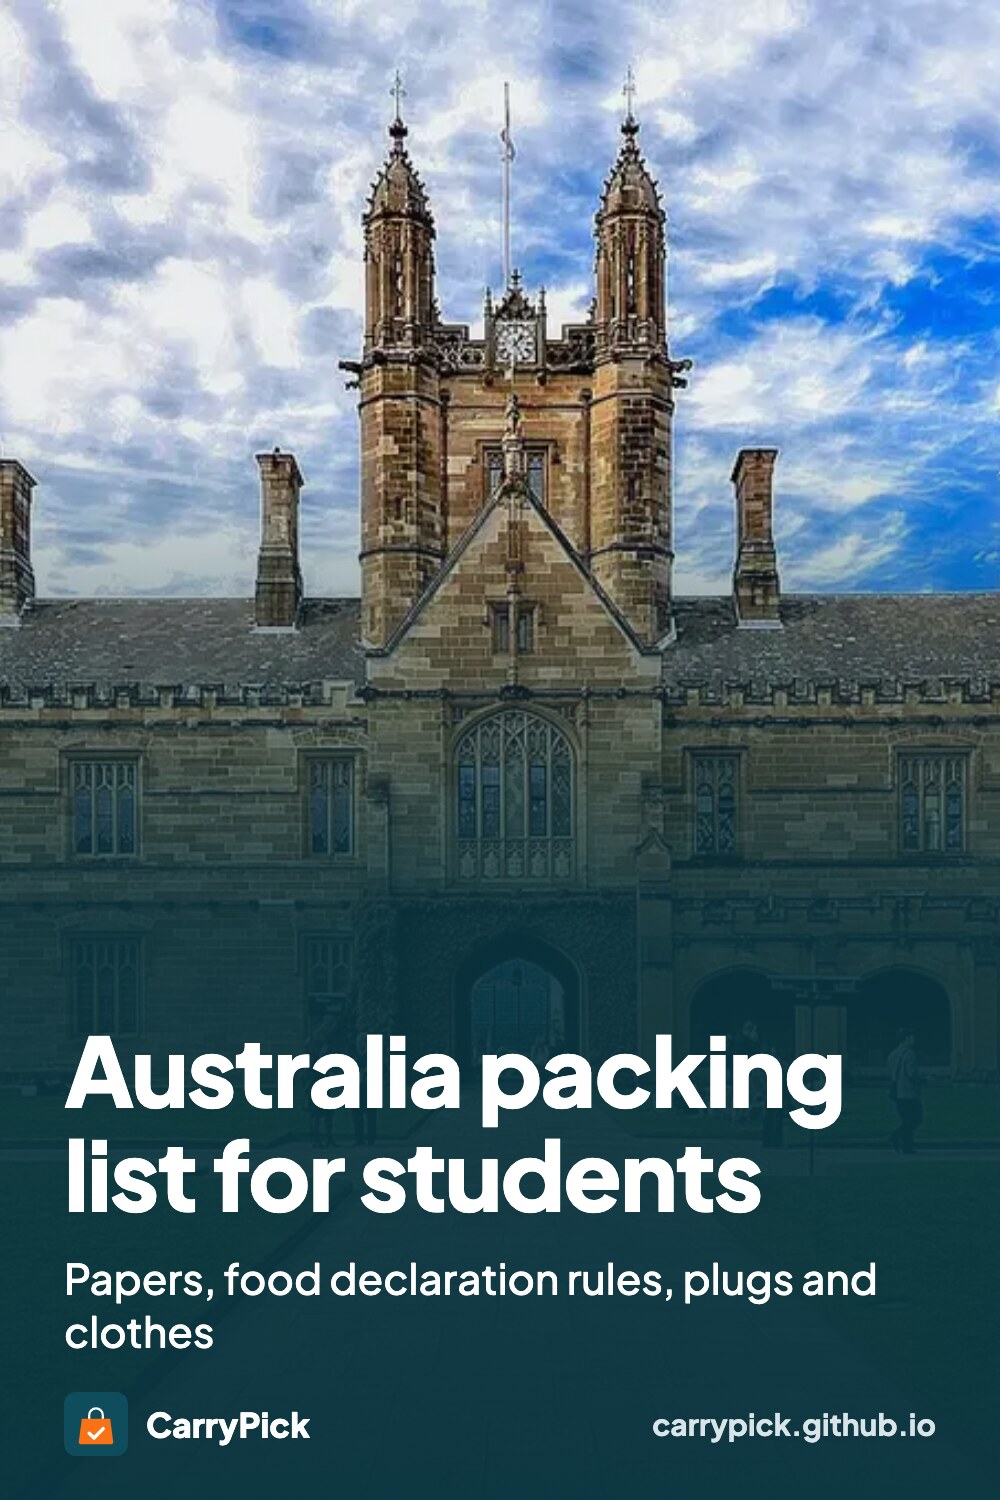 Australia packing
list for students
Papers, food declaration rules, plugs and
clothes
CarryPick
carrypick.github.io